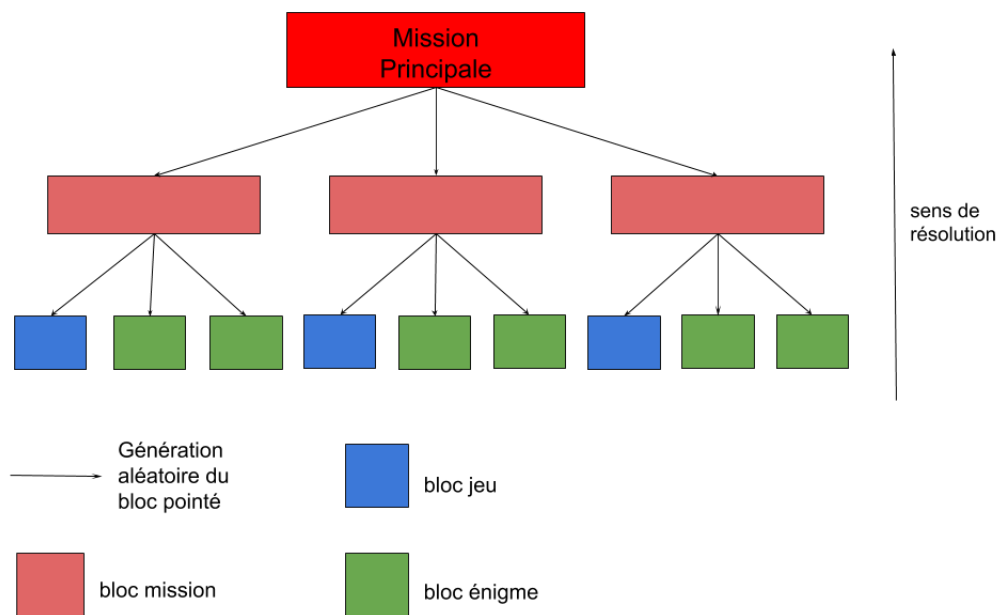 Mission
Principale
sens de
résolution
Génération
aléatoire du
bloc pointé
bloc jeu
bloc mission
bloc énigme